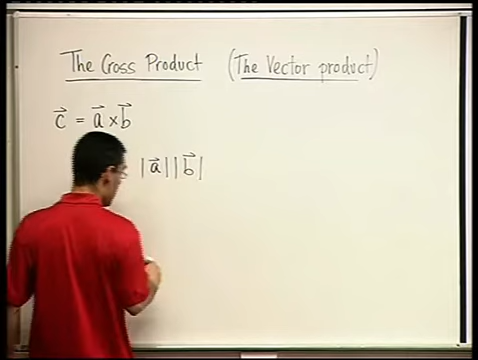 The Cross Product (The Vector product)
c⃗ = a⃗ × b⃗
|a⃗||b⃗|